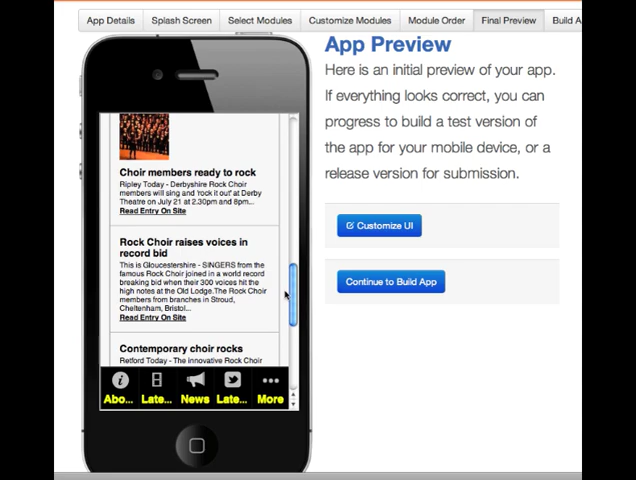 App Details
Splash Screen
Select Modules
Customize Modules
Module Order
Final Preview
Build A
App Preview
Here is an initial preview of your app.
If everything looks correct, you can
progress to build a test version of
the app for your mobile device, or a
release version for submission.
Customize UI
Continue to Build App
Choir members ready to rock
Ripley Today - Derbyshire Rock Choir
members will sing and 'rock it out' at Derby
Theatre on July 21 at 2.30pm and 8pm...
Read Entry On Site
Rock Choir raises voices in
record bid
This is Gloucestershire - SINGERS from the
famous Rock Choir joined in a world record
breaking bid when their 300 voices hit the
high notes at the Old Lodge.The Rock Choir
members from branches in Stroud,
Cheltenham, Bristol...
Read Entry On Site
Contemporary choir rocks
Retford Today - The innovative Rock Choir
Abo...
Late...
News
Late...
More